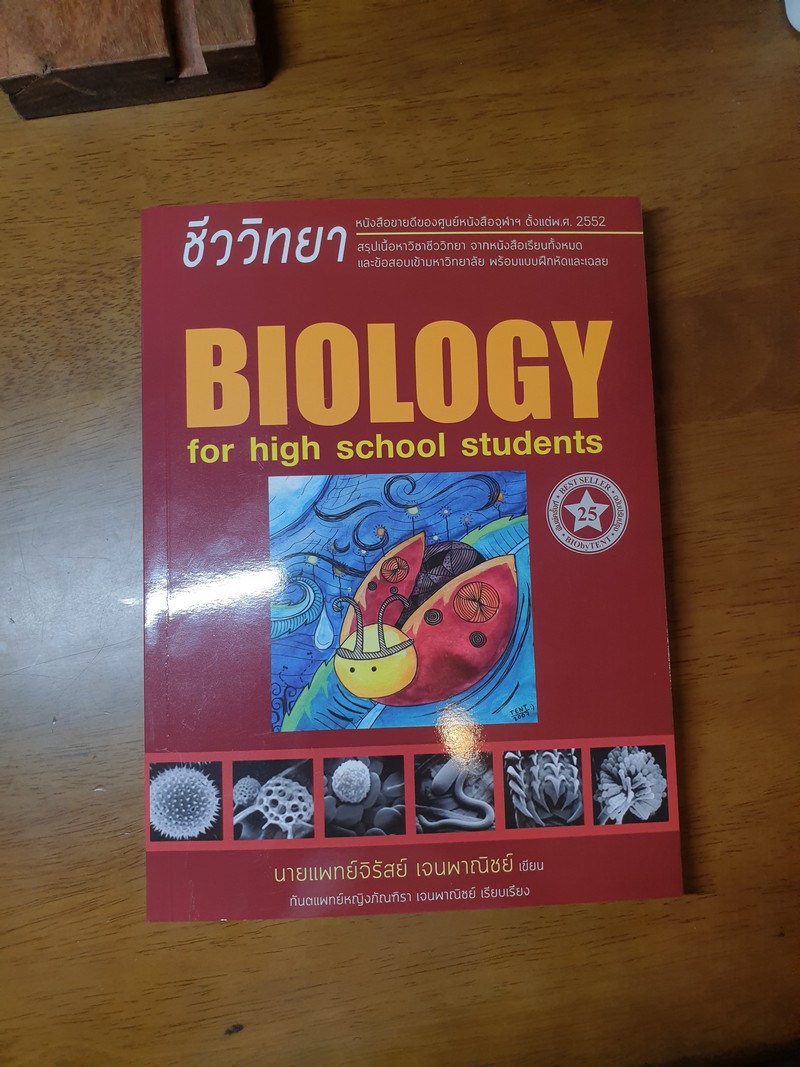 ชีววิทยา
หนังสือขายดีของศูนย์หนังสือจุฬาฯ ตั้งแต่พ.ศ. 2552
สรุปเนื้อหาวิชาชีววิทยา จากหนังสือเรียนทั้งหมด
และข้อสอบเข้ามหาวิทยาลัย พร้อมแบบฝึกหัดและเฉลย
BIOLOGY
for high school students
BEST SELLER
25
BIObyTENT
TENT
นายแพทย์จิรัสย์ เจนพาณิชย์ เขียน
ทันตแพทย์หญิงภัณฑิรา เจนพาณิชย์ เรียบเรียง